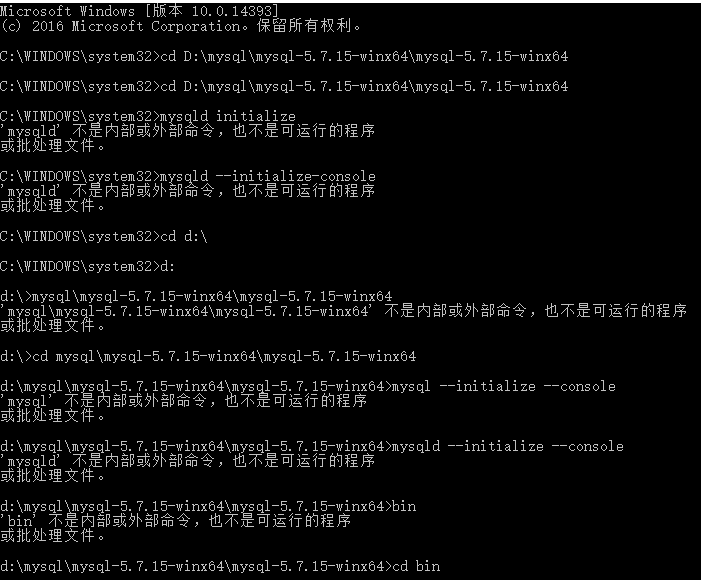 Microsoft Windows [版本 10.0.14393]
(c) 2016 Microsoft Corporation。保留所有权利。
C:\WINDOWS\system32>cd D:\mysql\mysql-5.7.15-winx64\mysql-5.7.15-winx64
C:\WINDOWS\system32>cd D:\mysql\mysql-5.7.15-winx64\mysql-5.7.15-winx64
C:\WINDOWS\system32>mysqld initialize
'mysqld' 不是内部或外部命令，也不是可运行的程序
或批处理文件。
C:\WINDOWS\system32>mysqld --initialize-console
'mysqld' 不是内部或外部命令，也不是可运行的程序
或批处理文件。
C:\WINDOWS\system32>cd d:\
C:\WINDOWS\system32>d:
d:\>mysql\mysql-5.7.15-winx64\mysql-5.7.15-winx64
'mysql\mysql-5.7.15-winx64\mysql-5.7.15-winx64' 不是内部或外部命令，也不是可运行的程序
或批处理文件。
d:\>cd mysql\mysql-5.7.15-winx64\mysql-5.7.15-winx64
d:\mysql\mysql-5.7.15-winx64\mysql-5.7.15-winx64>mysql --initialize --console
'mysql' 不是内部或外部命令，也不是可运行的程序
或批处理文件。
d:\mysql\mysql-5.7.15-winx64\mysql-5.7.15-winx64>mysqld --initialize --console
'mysqld' 不是内部或外部命令，也不是可运行的程序
或批处理文件。
d:\mysql\mysql-5.7.15-winx64\mysql-5.7.15-winx64>bin
'bin' 不是内部或外部命令，也不是可运行的程序
或批处理文件。
d:\mysql\mysql-5.7.15-winx64\mysql-5.7.15-winx64>cd bin